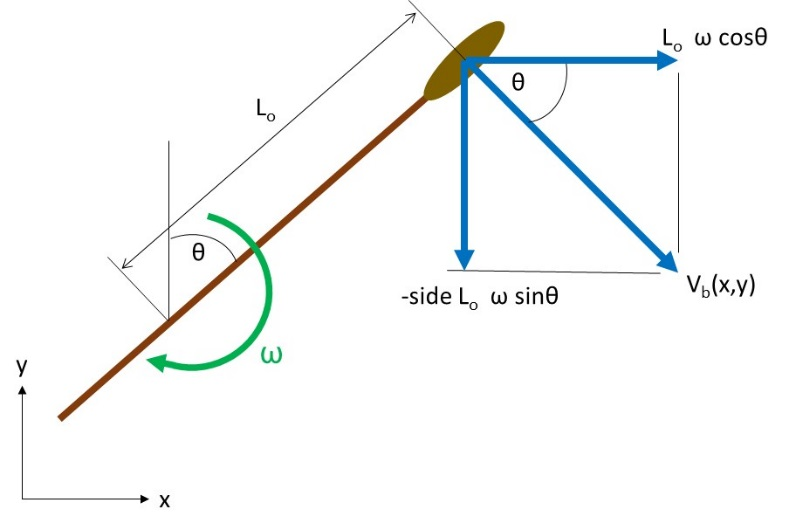 Lₒ ω cosθ
θ
Lₒ
θ
Vb(x,y)
-side Lₒ ω sinθ
ω
y
x